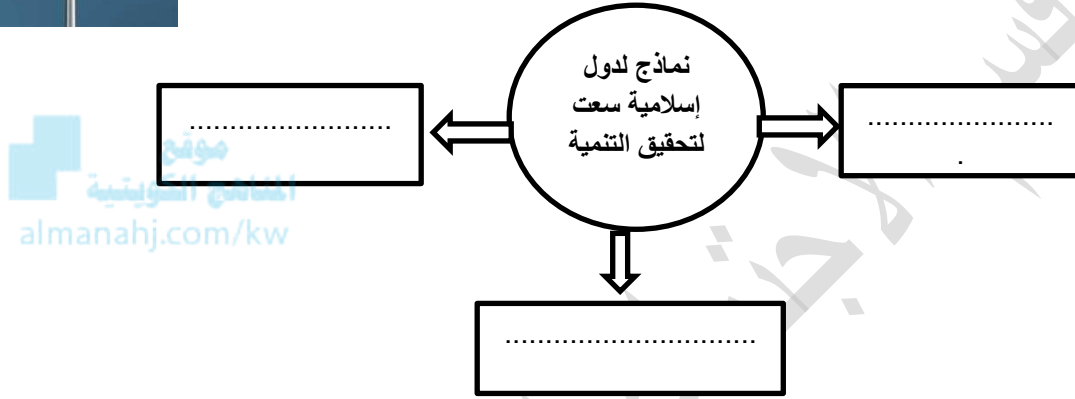 نماذج لدول
إسلامية سعت
لتحقيق التنمية
........................
.
........................
..............................
موقع
المناهج الكويتية
almanahj.com/kw